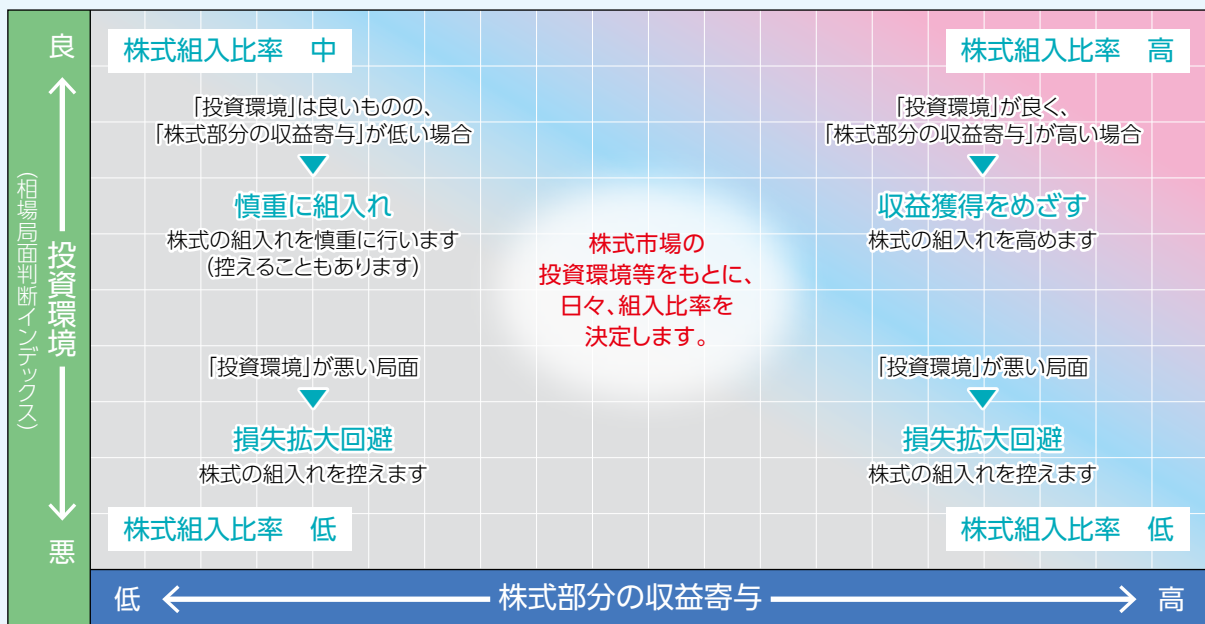 良
投資環境
(相場局面判断インデックス)
悪
株式組入比率　中
「投資環境」は良いものの、
「株式部分の収益寄与」が低い場合
慎重に組入れ
株式の組入れを慎重に行います
(控えることもあります)
株式組入比率　高
「投資環境」が良く、
「株式部分の収益寄与」が高い場合
収益獲得をめざす
株式の組入れを高めます
株式市場の
投資環境等をもとに、
日々、組入比率を
決定します。
「投資環境」が悪い局面
損失拡大回避
株式の組入れを控えます
株式組入比率　低
「投資環境」が悪い局面
損失拡大回避
株式の組入れを控えます
株式組入比率　低
低
株式部分の収益寄与
高